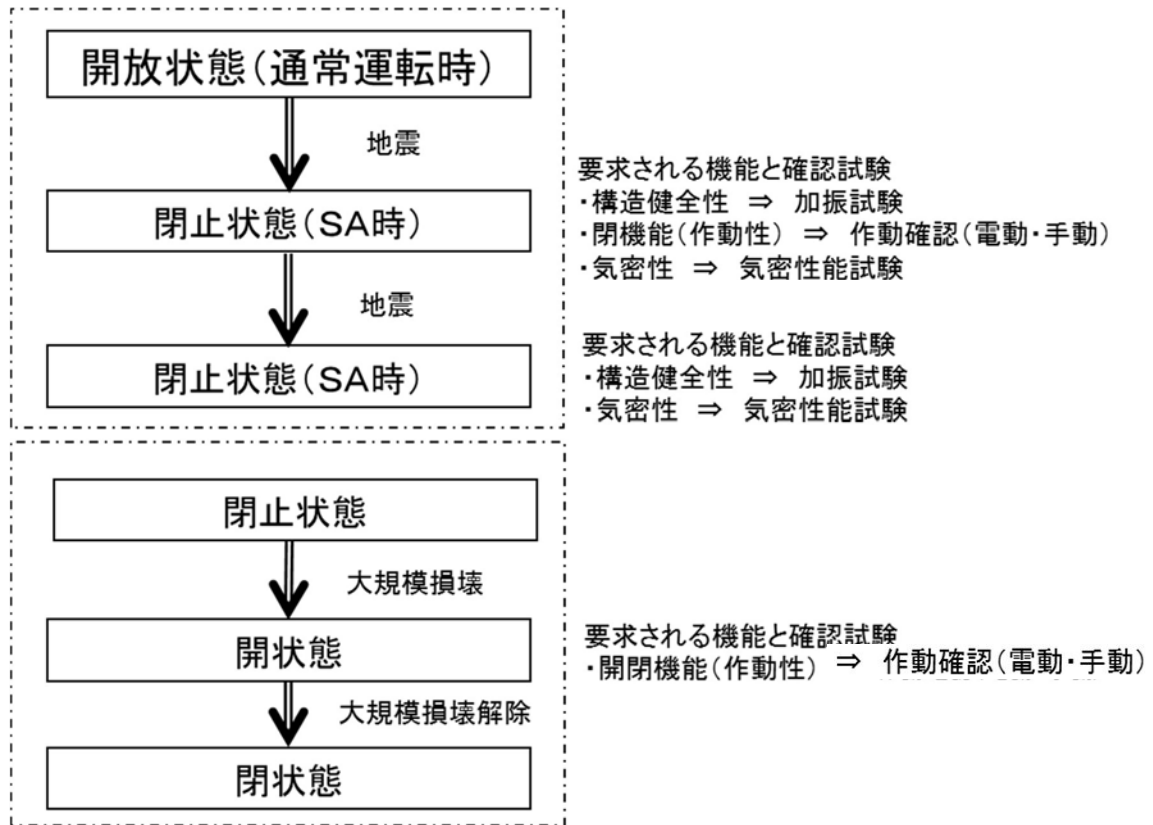 開放状態(通常運転時)
地震
閉止状態(SA時)
地震
閉止状態(SA時)
要求される機能と確認試験
・構造健全性 ⇒ 加振試験
・閉機能(作動性) ⇒ 作動確認(電動・手動)
・気密性 ⇒ 気密性能試験
要求される機能と確認試験
・構造健全性 ⇒ 加振試験
・気密性 ⇒ 気密性能試験
閉止状態
大規模損壊
開状態
大規模損壊解除
閉状態
要求される機能と確認試験
・開閉機能(作動性) ⇒ 作動確認(電動・手動)